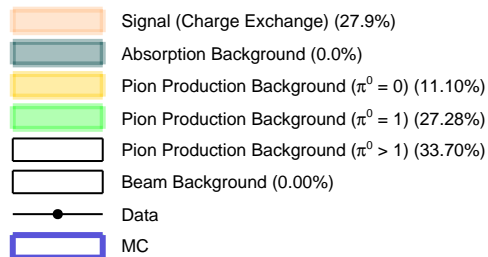 Signal (Charge Exchange) (27.9%)
Absorption Background (0.0%)
Pion Production Background (π⁰ = 0) (11.10%)
Pion Production Background (π⁰ = 1) (27.28%)
Pion Production Background (π⁰ > 1) (33.70%)
Beam Background (0.00%)
Data
MC